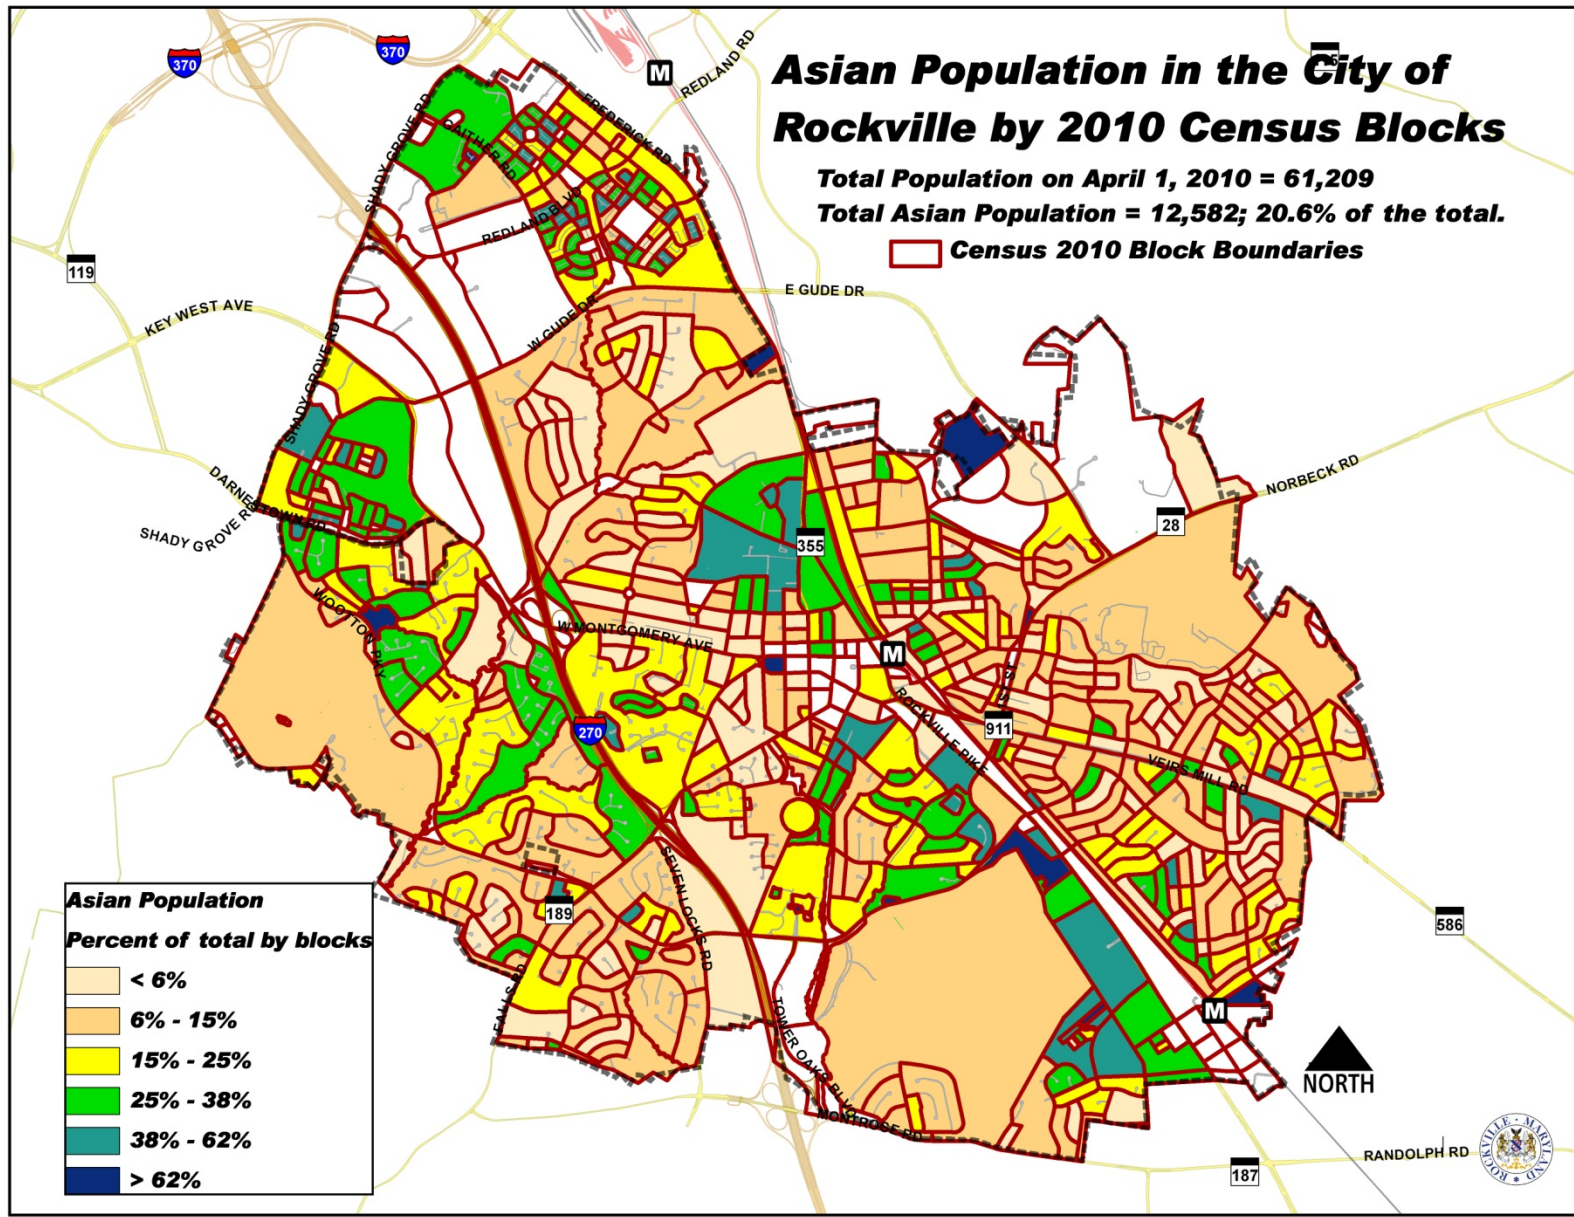 Asian Population in the City of
Rockville by 2010 Census Blocks
Total Population on April 1, 2010 = 61,209
Total Asian Population = 12,582; 20.6% of the total.
Census 2010 Block Boundaries
370
370
M
REDLAND RD
SHADY GROVE RD
GAITHER RD
FREDERICK RD
REDLAND BLVD
119
KEY WEST AVE
E GUDE DR
W GUDE DR
SHADY GROVE RD
DARNESTOWN RD
SHADY GROVE RD
NORBECK RD
28
355
WOOTTON PKY
W MONTGOMERY AVE
M
1ST ST
ROCKVILLE PIKE
911
270
VEIRS MILL RD
SEVEN LOCKS RD
189
586
FALLS RD
TOWER OAKS BLVD
M
MONTROSE RD
RANDOLPH RD
187
NORTH
Asian Population
Percent of total by blocks
< 6%
6% - 15%
15% - 25%
25% - 38%
38% - 62%
> 62%
ROCKVILLE - MARYLAND